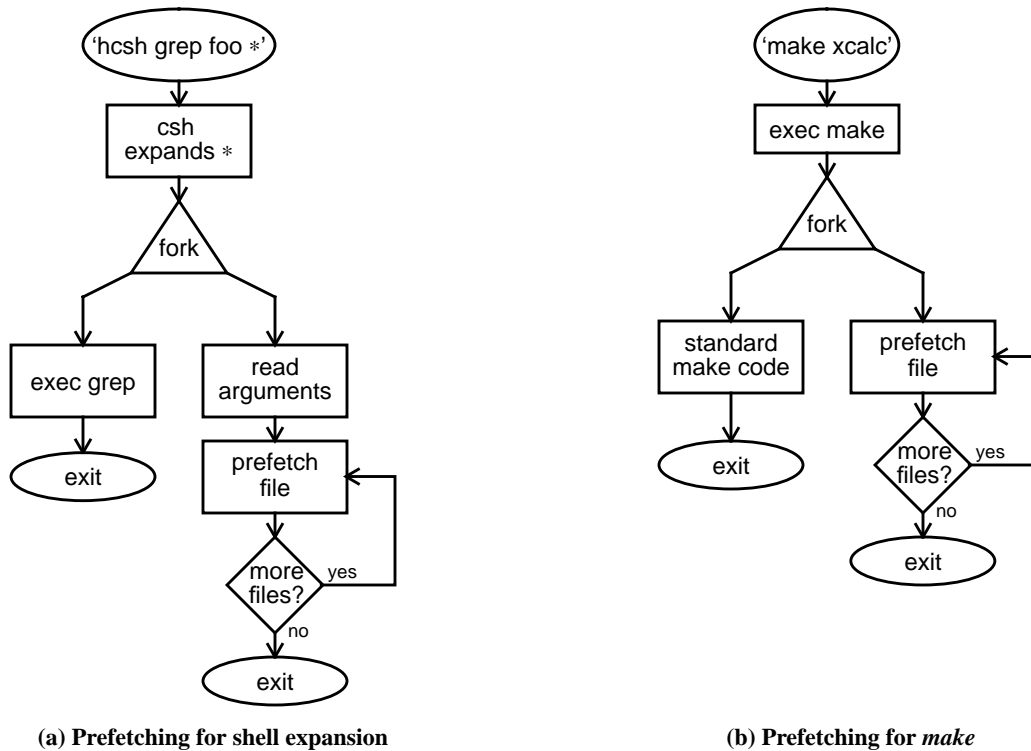 ‘hcsh grep foo *’
csh
expands *
fork
exec grep
exit
read
arguments
prefetch
file
more
files?
yes
no
exit
(a) Prefetching for shell expansion
‘make xcalc’
exec make
fork
standard
make code
exit
prefetch
file
more
files?
yes
no
exit
(b) Prefetching for make